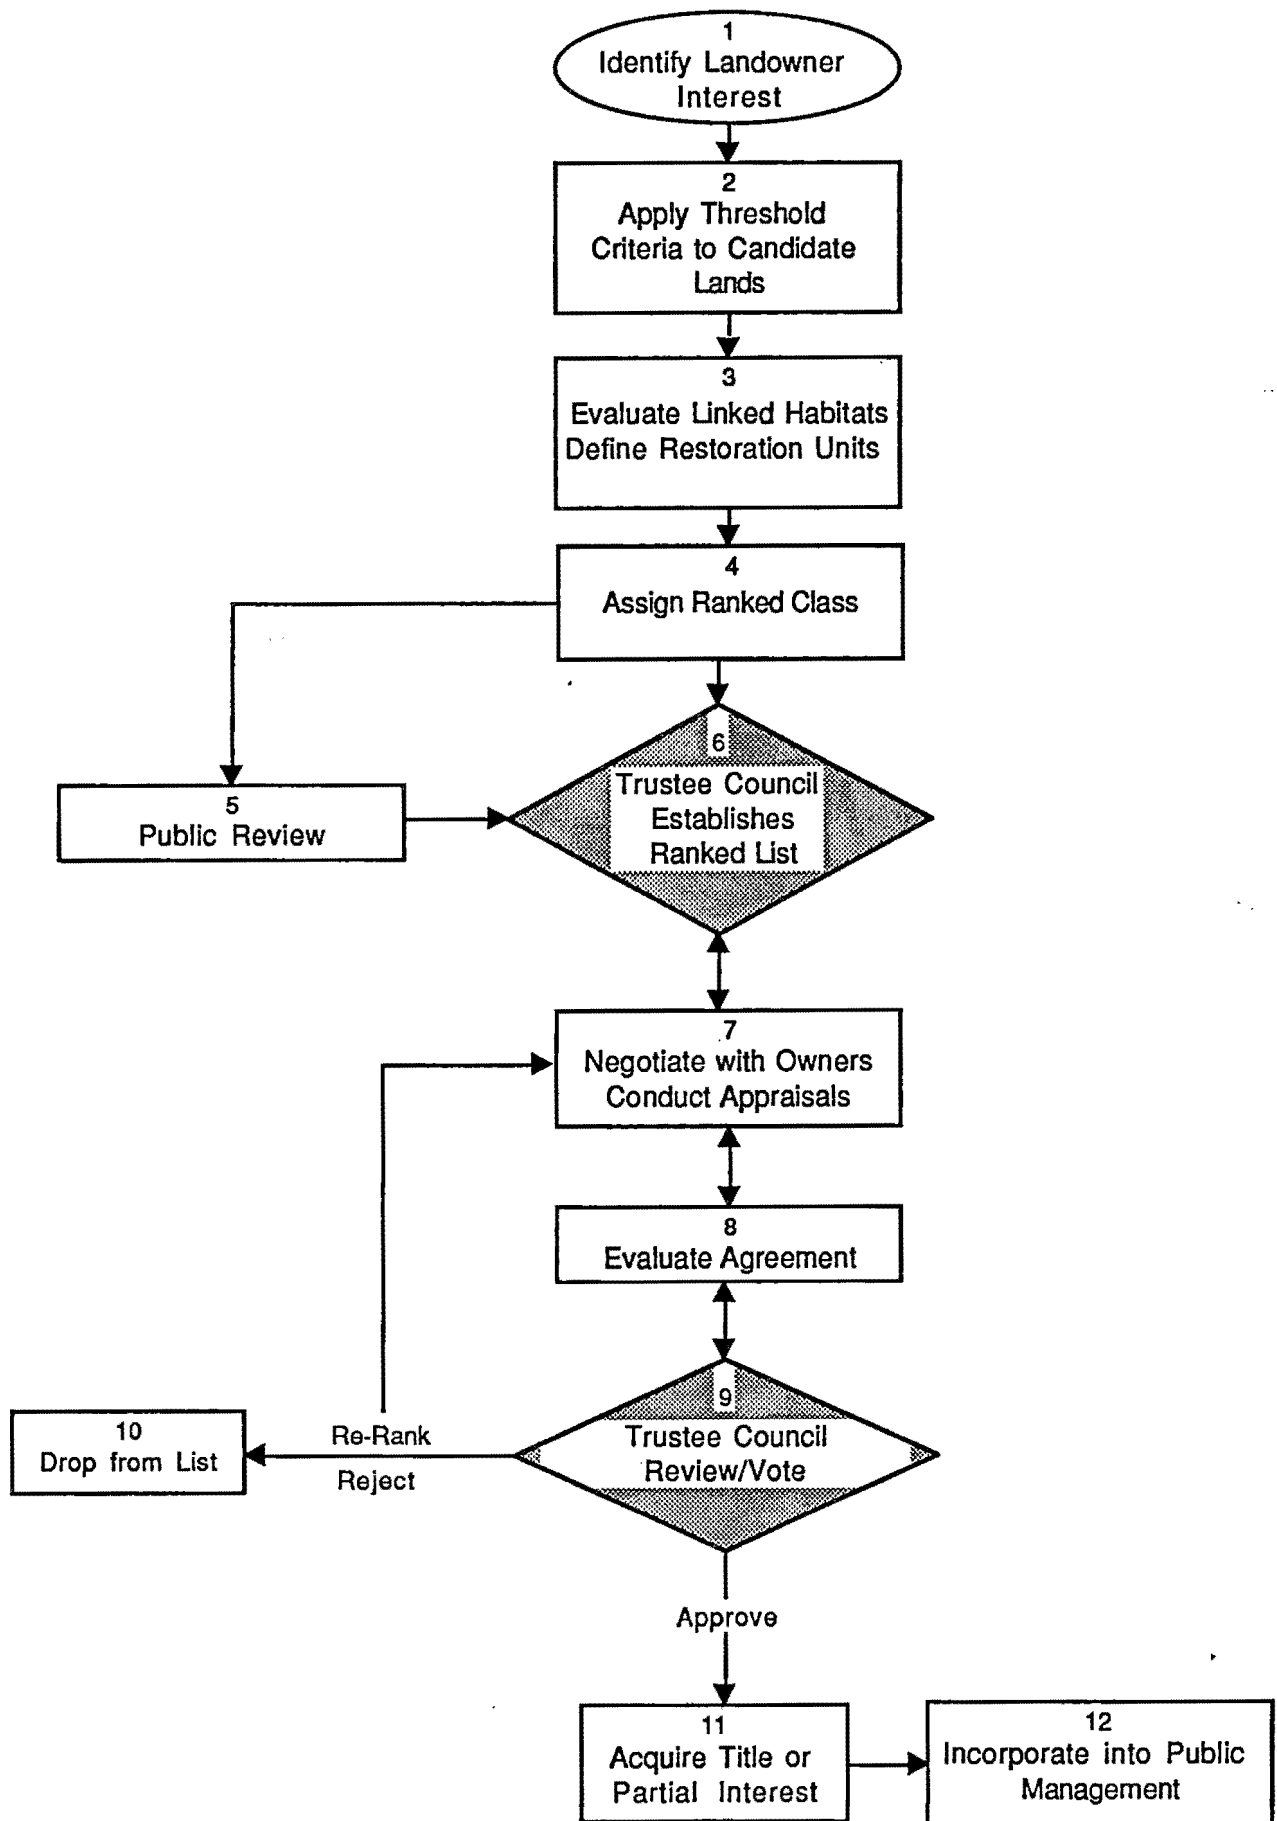 1
Identify Landowner
Interest
2
Apply Threshold
Criteria to Candidate
Lands
3
Evaluate Linked Habitats
Define Restoration Units
4
Assign Ranked Class
5
Public Review
6
Trustee Council
Establishes
Ranked List
7
Negotiate with Owners
Conduct Appraisals
8
Evaluate Agreement
9
Trustee Council
Review/Vote
Re-Rank
Reject
10
Drop from List
Approve
11
Acquire Title or
Partial Interest
12
Incorporate into Public
Management